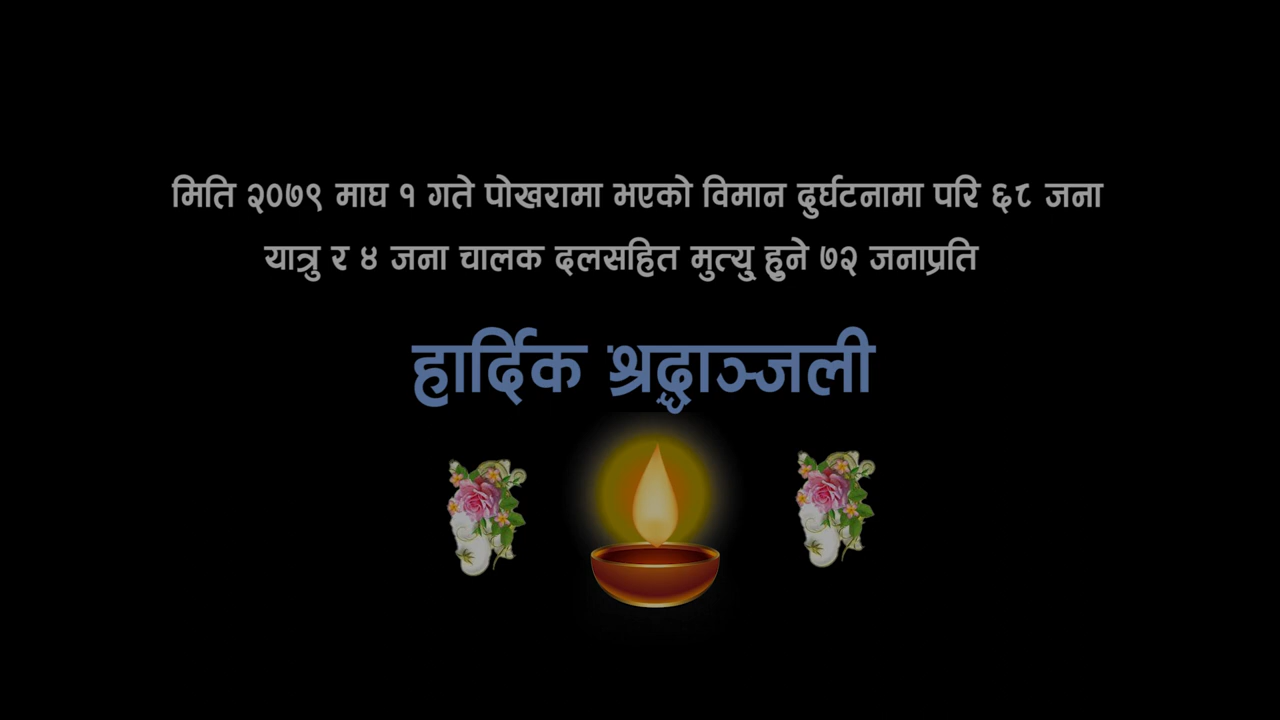 मिति २०७९ माघ १ गते पोखरामा भएको विमान दुर्घटनामा परि ६८ जना
यात्रु र ४ जना चालक दलसहित मुत्यु हुने ७२ जनाप्रति
हार्दिक श्रद्धाञ्जली